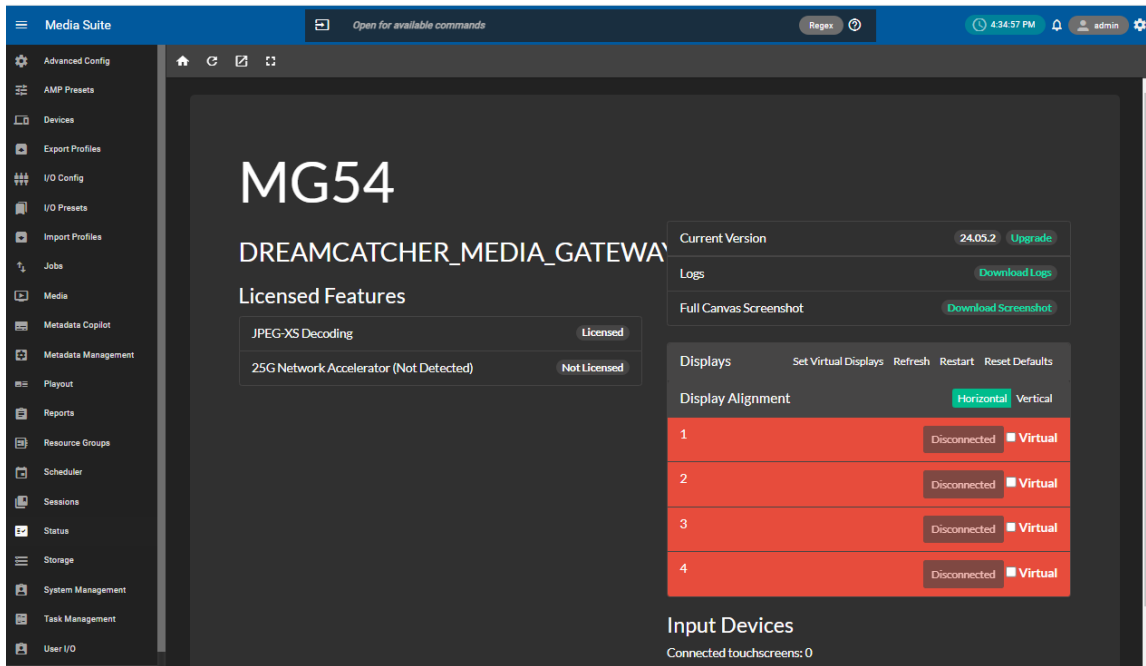 Media Suite
Open for available commands
Regex
4:34:57 PM
admin
Advanced Config
AMP Presets
Devices
Export Profiles
I/O Config
I/O Presets
Import Profiles
Jobs
Media
Metadata Copilot
Metadata Management
Playout
Reports
Resource Groups
Scheduler
Sessions
Status
Storage
System Management
Task Management
User I/O
MG54
DREAMCATCHER_MEDIA_GATEWAY
Licensed Features
JPEG-XS Decoding Licensed
25G Network Accelerator (Not Detected) Not Licensed
Current Version 24.05.2 Upgrade
Logs Download Logs
Full Canvas Screenshot Download Screenshot
Displays Set Virtual Displays Refresh Restart Reset Defaults
Display Alignment Horizontal Vertical
1 Disconnected Virtual
2 Disconnected Virtual
3 Disconnected Virtual
4 Disconnected Virtual
Input Devices
Connected touchscreens: 0